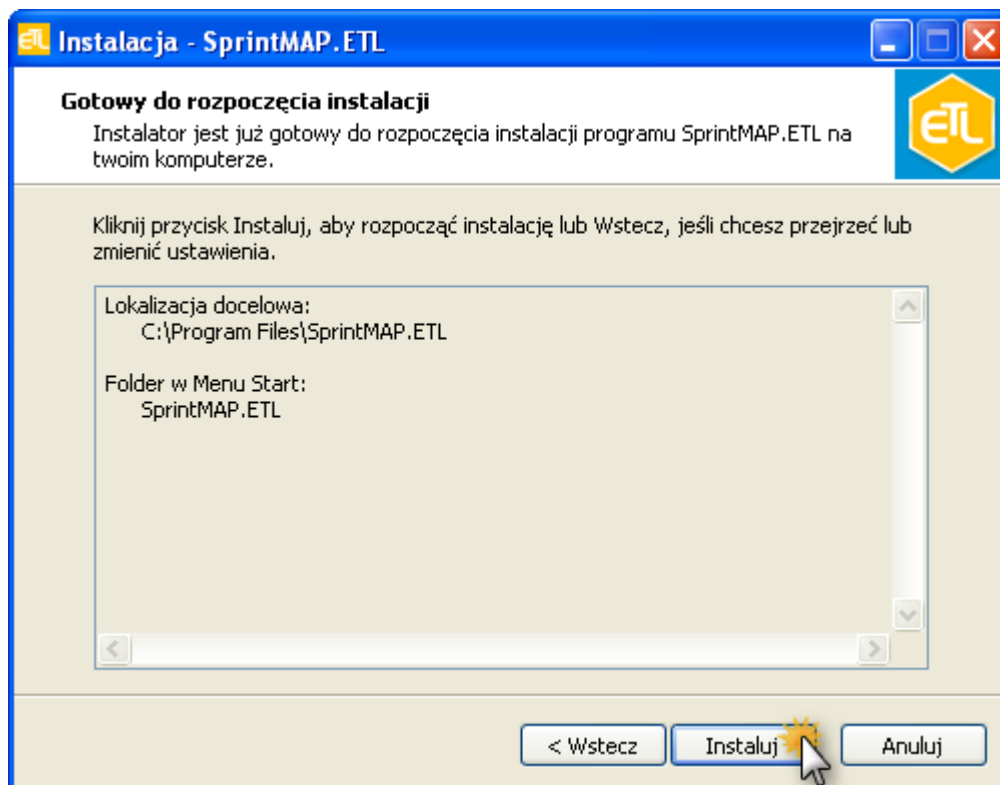 ETL Instalacja - SprintMAP.ETL
Gotowy do rozpoczęcia instalacji
Instalator jest już gotowy do rozpoczęcia instalacji programu SprintMAP.ETL na
twoim komputerze.
ETL
Kliknij przycisk Instaluj, aby rozpocząć instalację lub Wstecz, jeśli chcesz przejrzeć lub
zmienić ustawienia.
Lokalizacja docelowa:
C:\Program Files\SprintMAP.ETL
Folder w Menu Start:
SprintMAP.ETL
< Wstecz
Instaluj
Anuluj